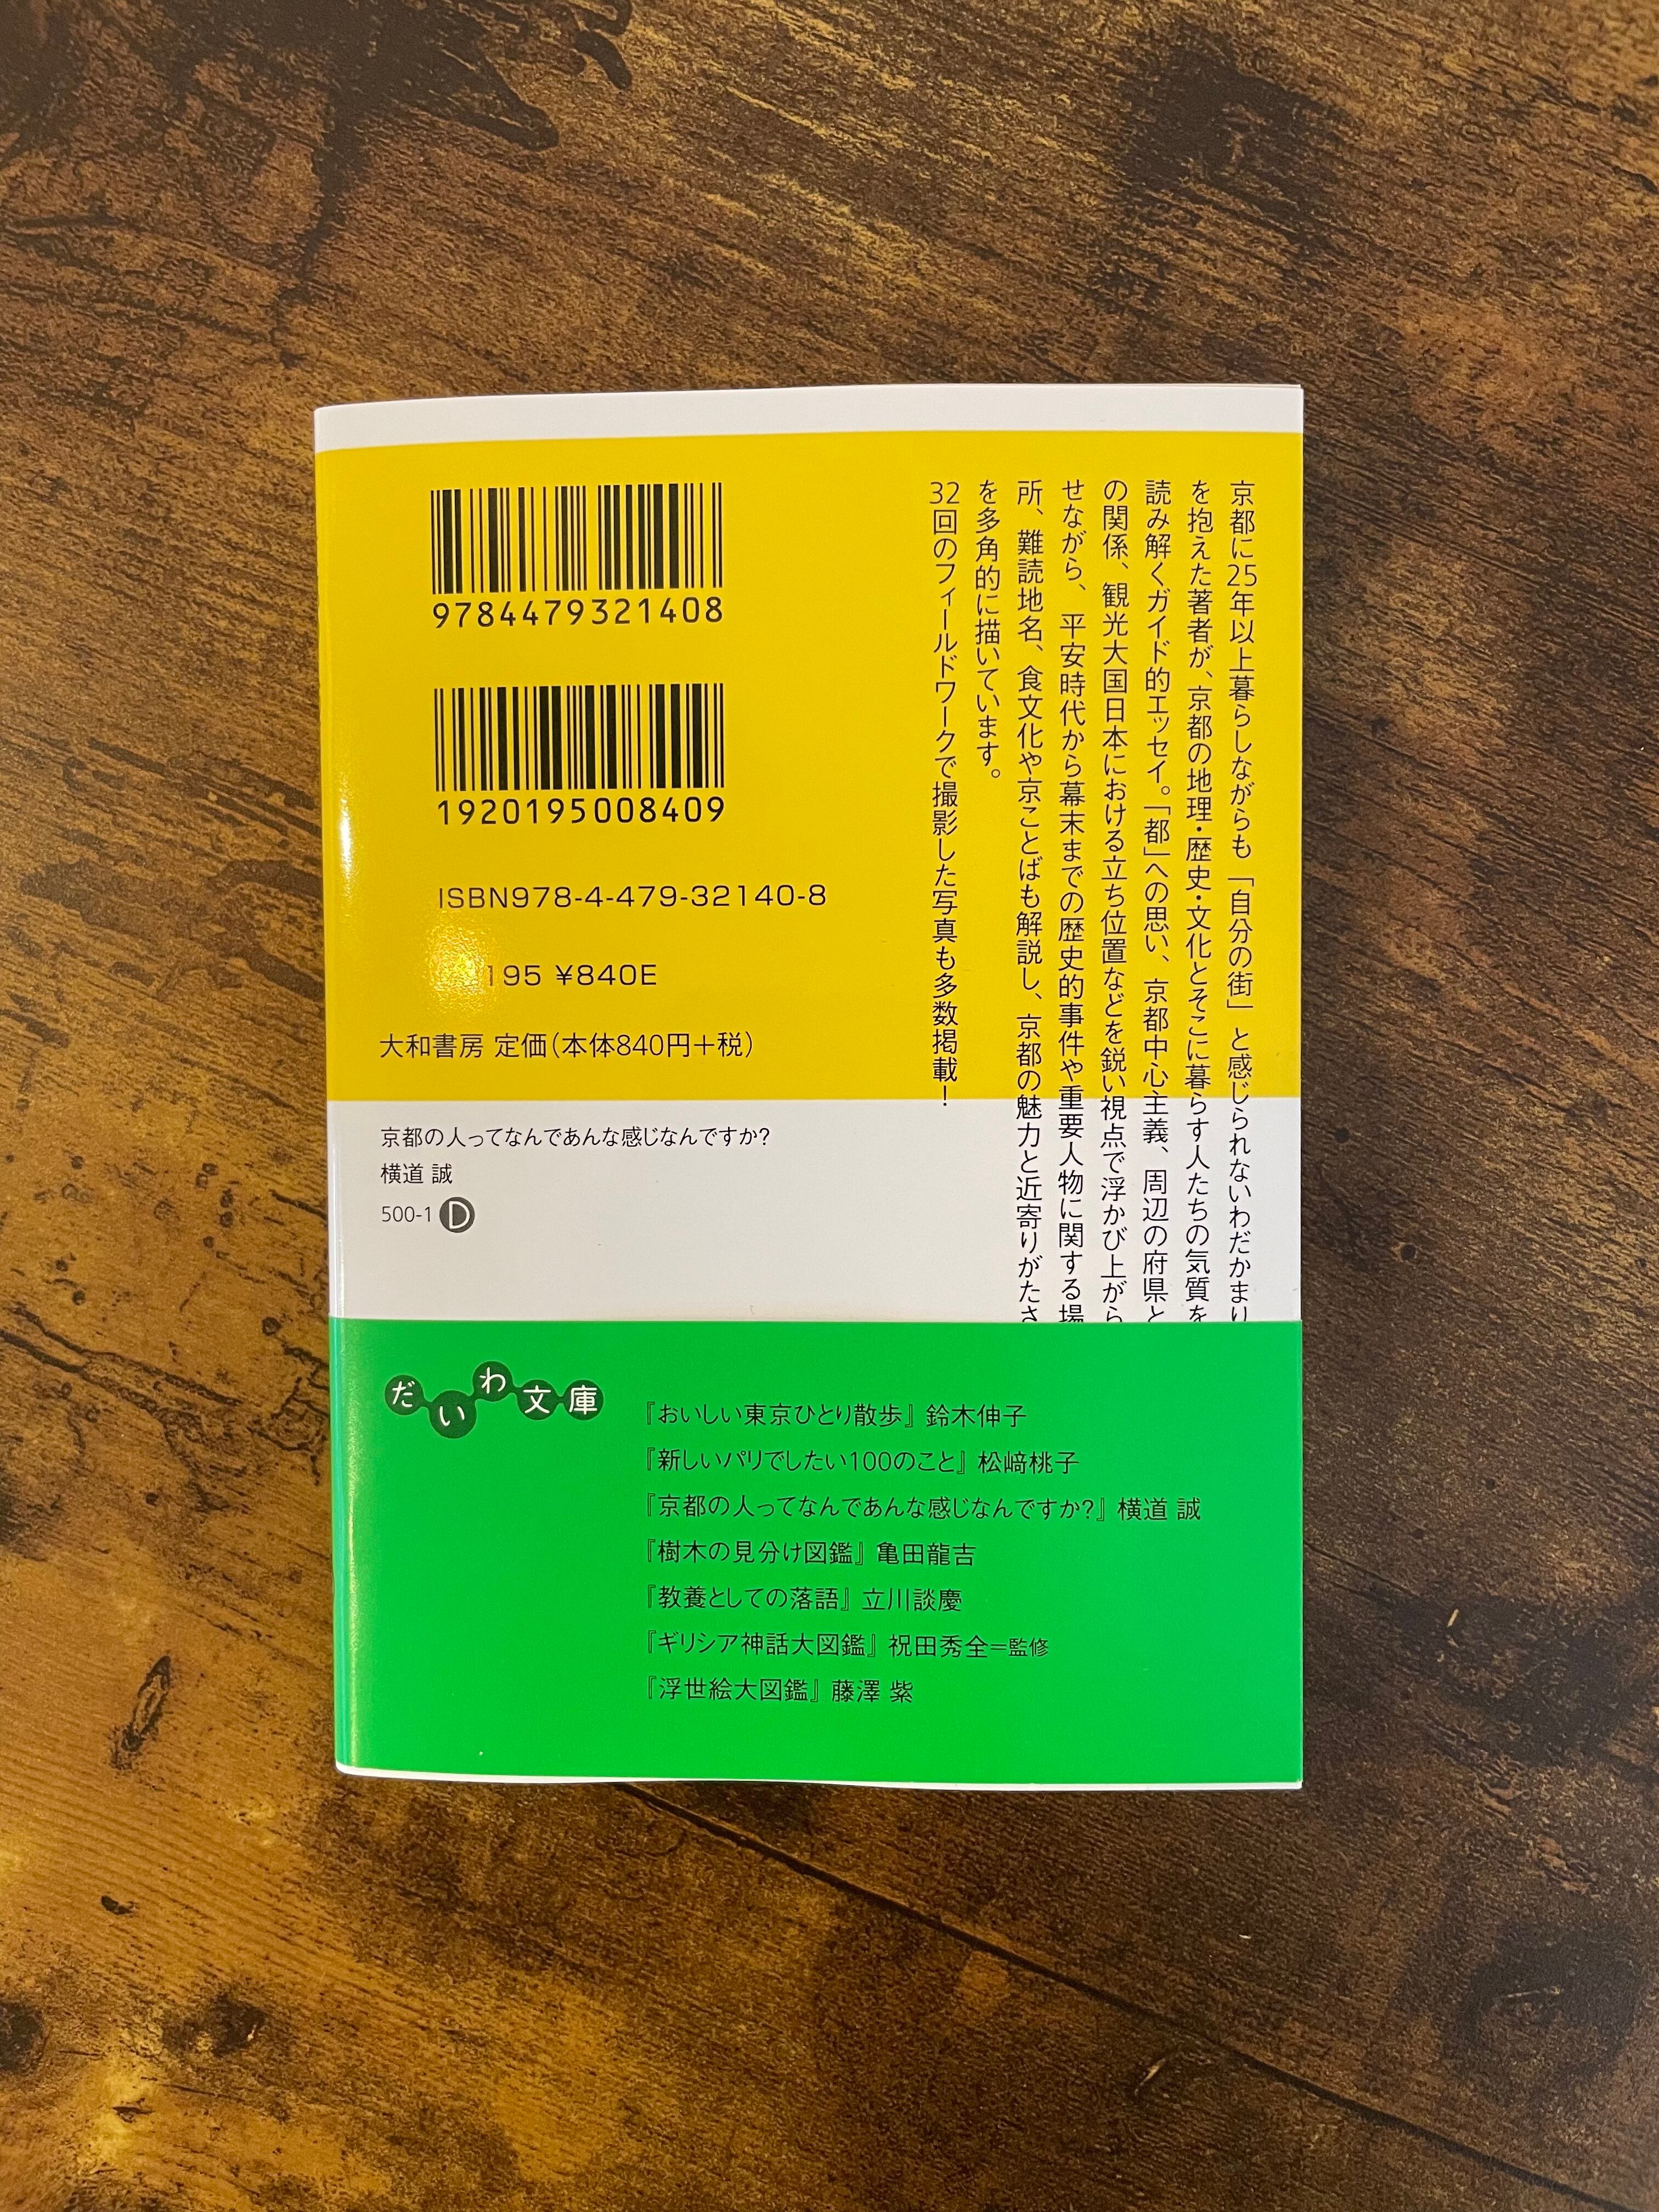 京都に25年以上暮らしながらも「自分の街」と感じられないわだかまり
を抱えた著者が、京都の地理・歴史・文化とそこに暮らす人たちの気質を
読み解くガイド的エッセイ。「都」への思い、京都中心主義、周辺の府県と
の関係、観光大国日本における立ち位置などを鋭い視点で浮かび上がら
せながら、平安時代から幕末までの歴史的事件や重要人物に関する場
所、難読地名、食文化や京ことばも解説し、京都の魅力と近寄りがたさ
を多角的に描いています。
32回のフィールドワークで撮影した写真も多数掲載!
9784479321408
1920195008409
ISBN978-4-479-32140-8
195 ¥840E
大和書房 定価(本体840円+税)
京都の人ってなんであんな感じなんですか?
横道 誠
500-1 D
だいわ文庫
『おいしい東京ひとり散歩』 鈴木伸子
『新しいパリでしたい100のこと』 松﨑桃子
『京都の人ってなんであんな感じなんですか?』 横道 誠
『樹木の見分け図鑑』 亀田龍吉
『教養としての落語』 立川談慶
『ギリシア神話大図鑑』 祝田秀全=監修
『浮世絵大図鑑』 藤澤 紫